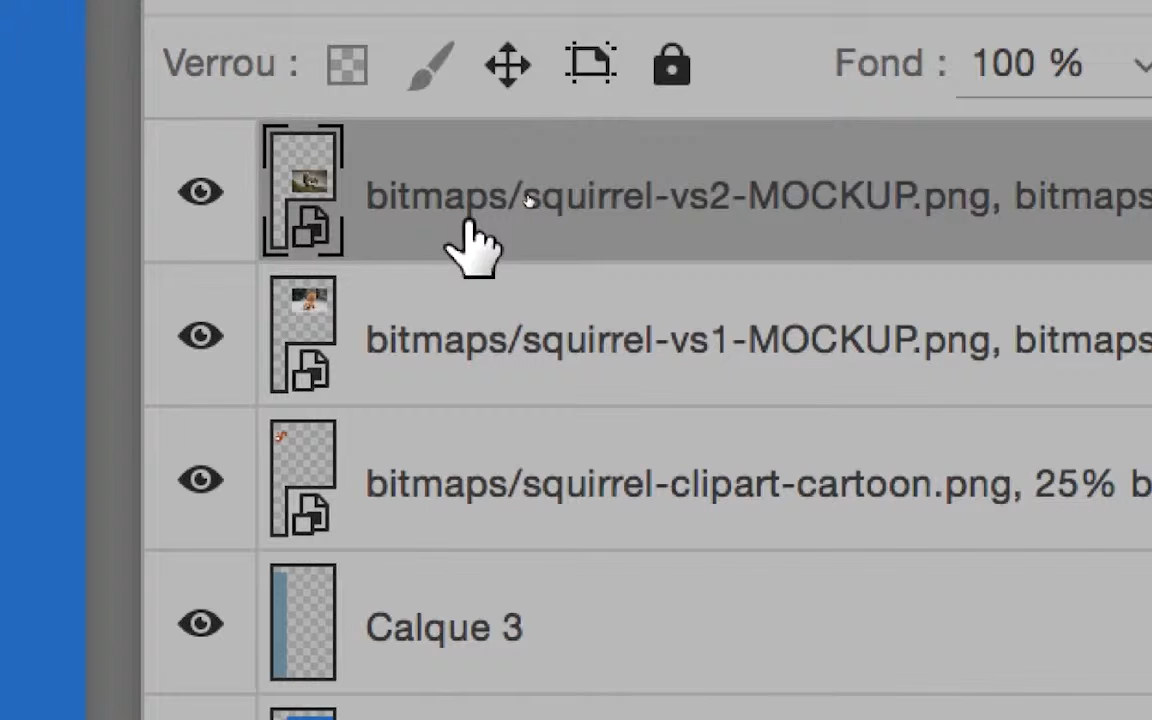 Verrou :
Fond : 100 %
bitmaps/squirrel-vs2-MOCKUP.png, bitmaps
bitmaps/squirrel-vs1-MOCKUP.png, bitmaps
bitmaps/squirrel-clipart-cartoon.png, 25% b
Calque 3